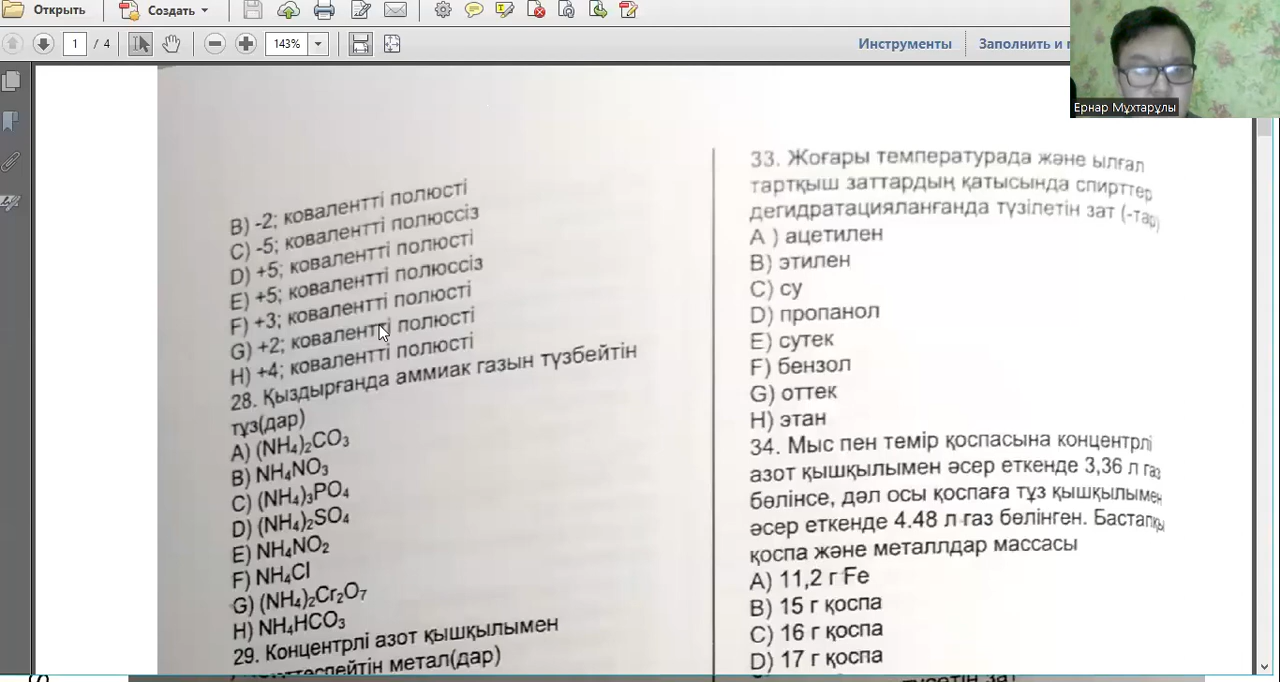 Открыть
Создать
1 / 4
143%
Инструменты
Заполнить и
Ернар Мұхтарұлы
B) -2; ковалентті полюсті
C) -5; ковалентті полюссіз
D) +5; ковалентті полюсті
E) +5; ковалентті полюссіз
F) +3; ковалентті полюсті
G) +2; ковалентті полюсті
H) +4; ковалентті полюсті
28. Қыздырғанда аммиак газын түзбейтін
тұз(дар)
A) (NH₄)₂CO₃
B) NH₄NO₃
C) (NH₄)₃PO₄
D) (NH₄)₂SO₄
E) NH₄NO₂
F) NH₄Cl
G) (NH₄)₂Cr₂O₇
H) NH₄HCO₃
29. Концентрлі азот қышқылымен
метал(дар)
33. Жоғары температурада және ылғал
тартқыш заттардың қатысында спирттер
дегидратацияланғанда түзілетін зат (-тар)
A ) ацетилен
B) этилен
C) су
D) пропанол
E) сутек
F) бензол
G) оттек
H) этан
34. Мыс пен темір қоспасына концентрлі
азот қышқылымен әсер еткенде 3,36 л газ
бөлінсе, дәл осы қоспаға тұз қышқылымен
әсер еткенде 4.48 л газ бөлінген. Бастапқы
қоспа және металлдар массасы
A) 11,2 г Fe
B) 15 г қоспа
C) 16 г қоспа
D) 17 г қоспа